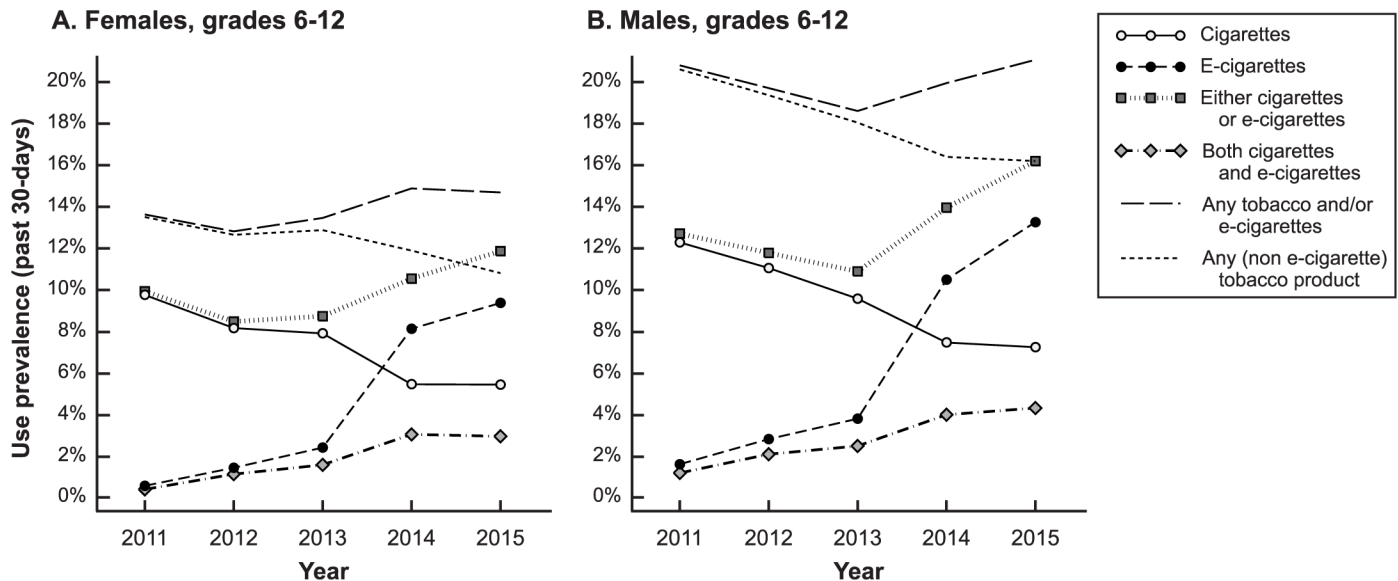 A. Females, grades 6-12
Use prevalence (past 30-days)
20%
18%
16%
14%
12%
10%
8%
6%
4%
2%
0%
2011 2012 2013 2014 2015
Year
B. Males, grades 6-12
20%
18%
16%
14%
12%
10%
8%
6%
4%
2%
0%
2011 2012 2013 2014 2015
Year
Cigarettes
E-cigarettes
Either cigarettes
or e-cigarettes
Both cigarettes
and e-cigarettes
Any tobacco and/or
e-cigarettes
Any (non e-cigarette)
tobacco product